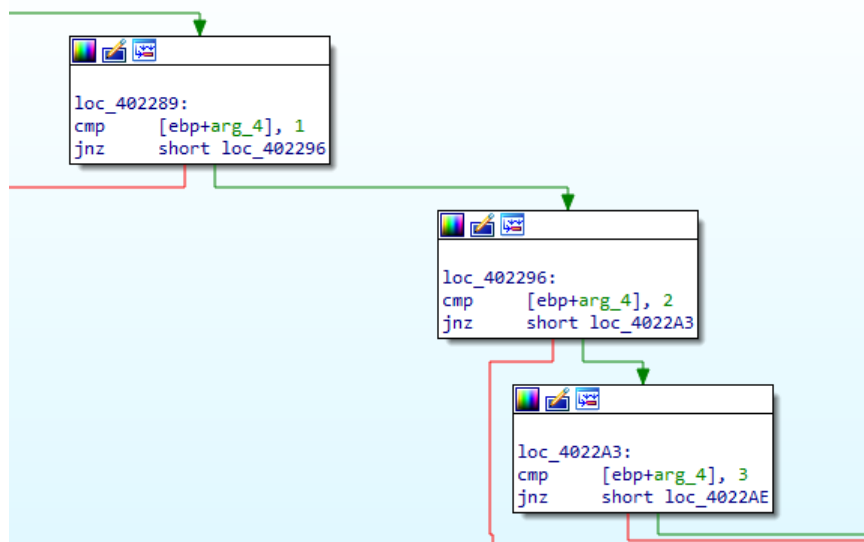 loc_402289:
cmp [ebp+arg_4], 1
jnz short loc_402296
loc_402296:
cmp [ebp+arg_4], 2
jnz short loc_4022A3
loc_4022A3:
cmp [ebp+arg_4], 3
jnz short loc_4022AE